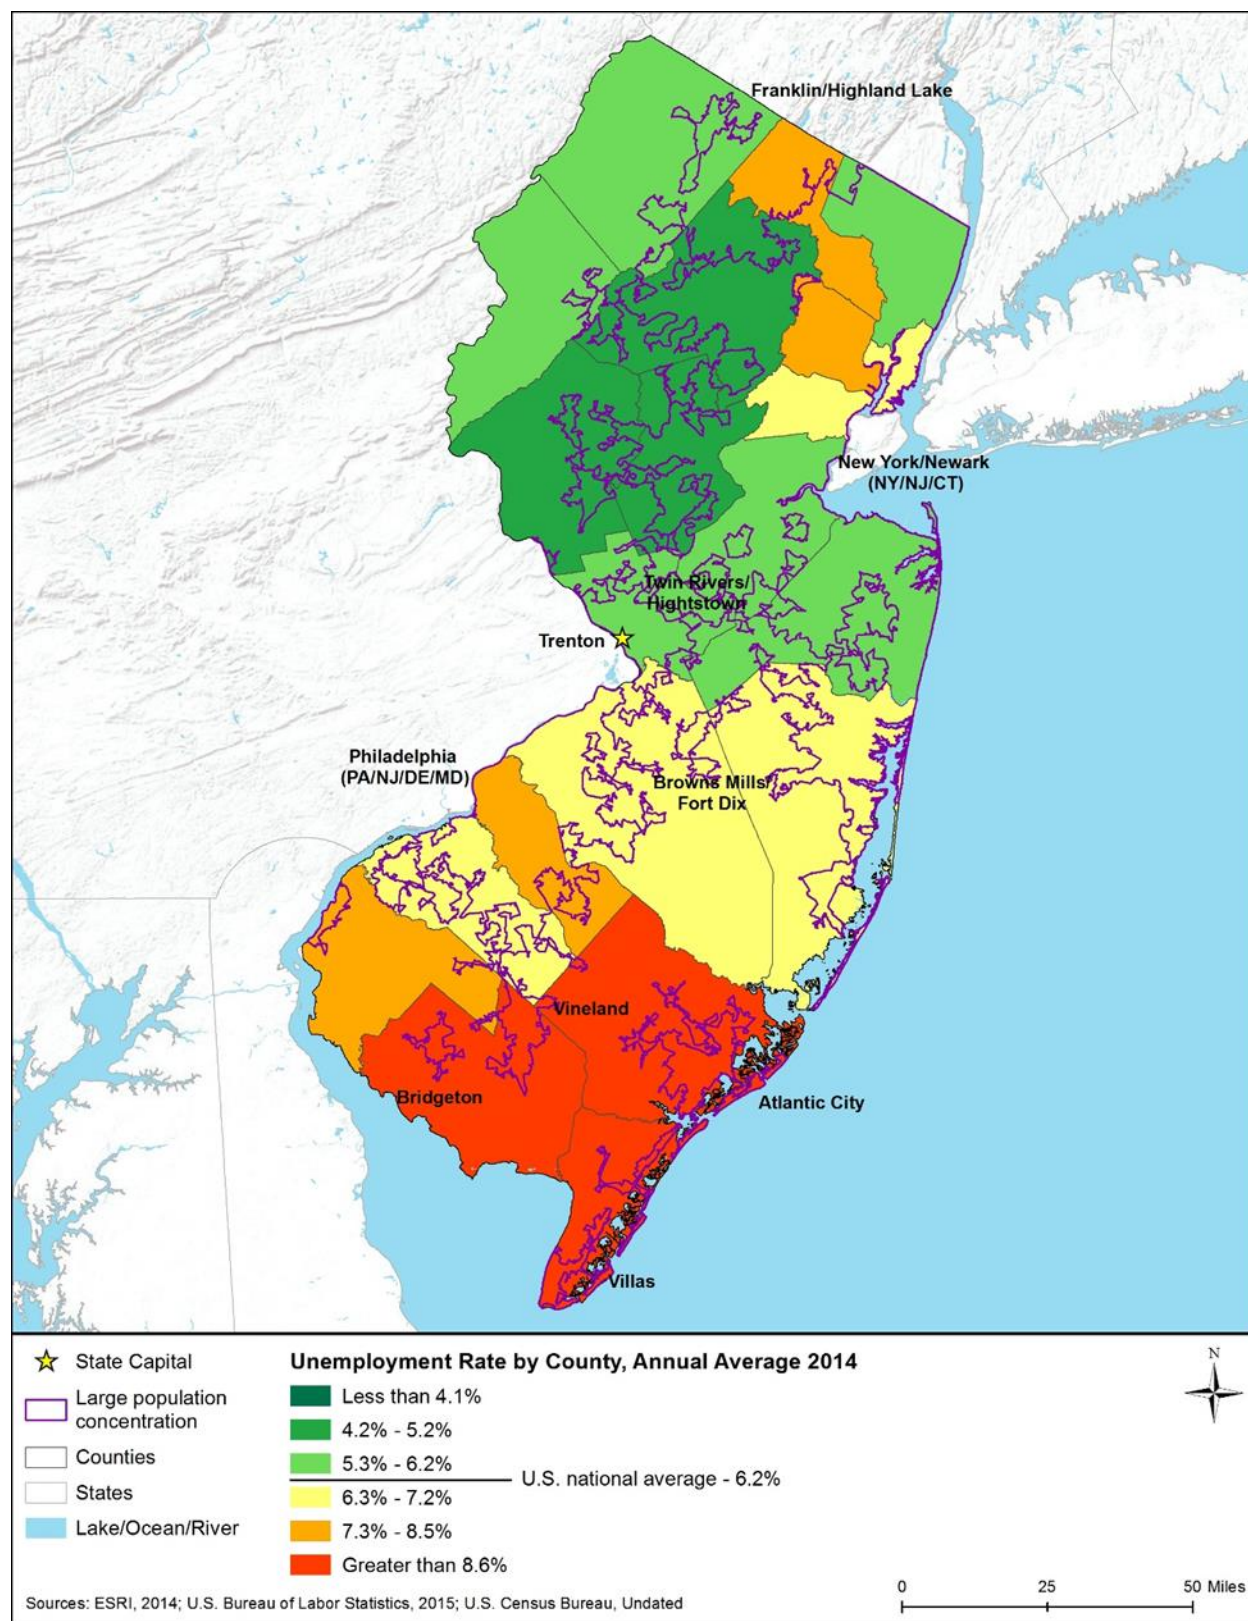 Franklin/Highland Lake
New York/Newark
(NY/NJ/CT)
Twin Rivers/
Hightstown
Trenton
Philadelphia
(PA/NJ/DE/MD)
Browns Mills/
Fort Dix
Vineland
Bridgeton
Atlantic City
Villas
State Capital
Large population
concentration
Counties
States
Lake/Ocean/River
Unemployment Rate by County, Annual Average 2014
Less than 4.1%
4.2% - 5.2%
5.3% - 6.2%
U.S. national average - 6.2%
6.3% - 7.2%
7.3% - 8.5%
Greater than 8.6%
N
0 25 50 Miles
Sources: ESRI, 2014; U.S. Bureau of Labor Statistics, 2015; U.S. Census Bureau, Undated